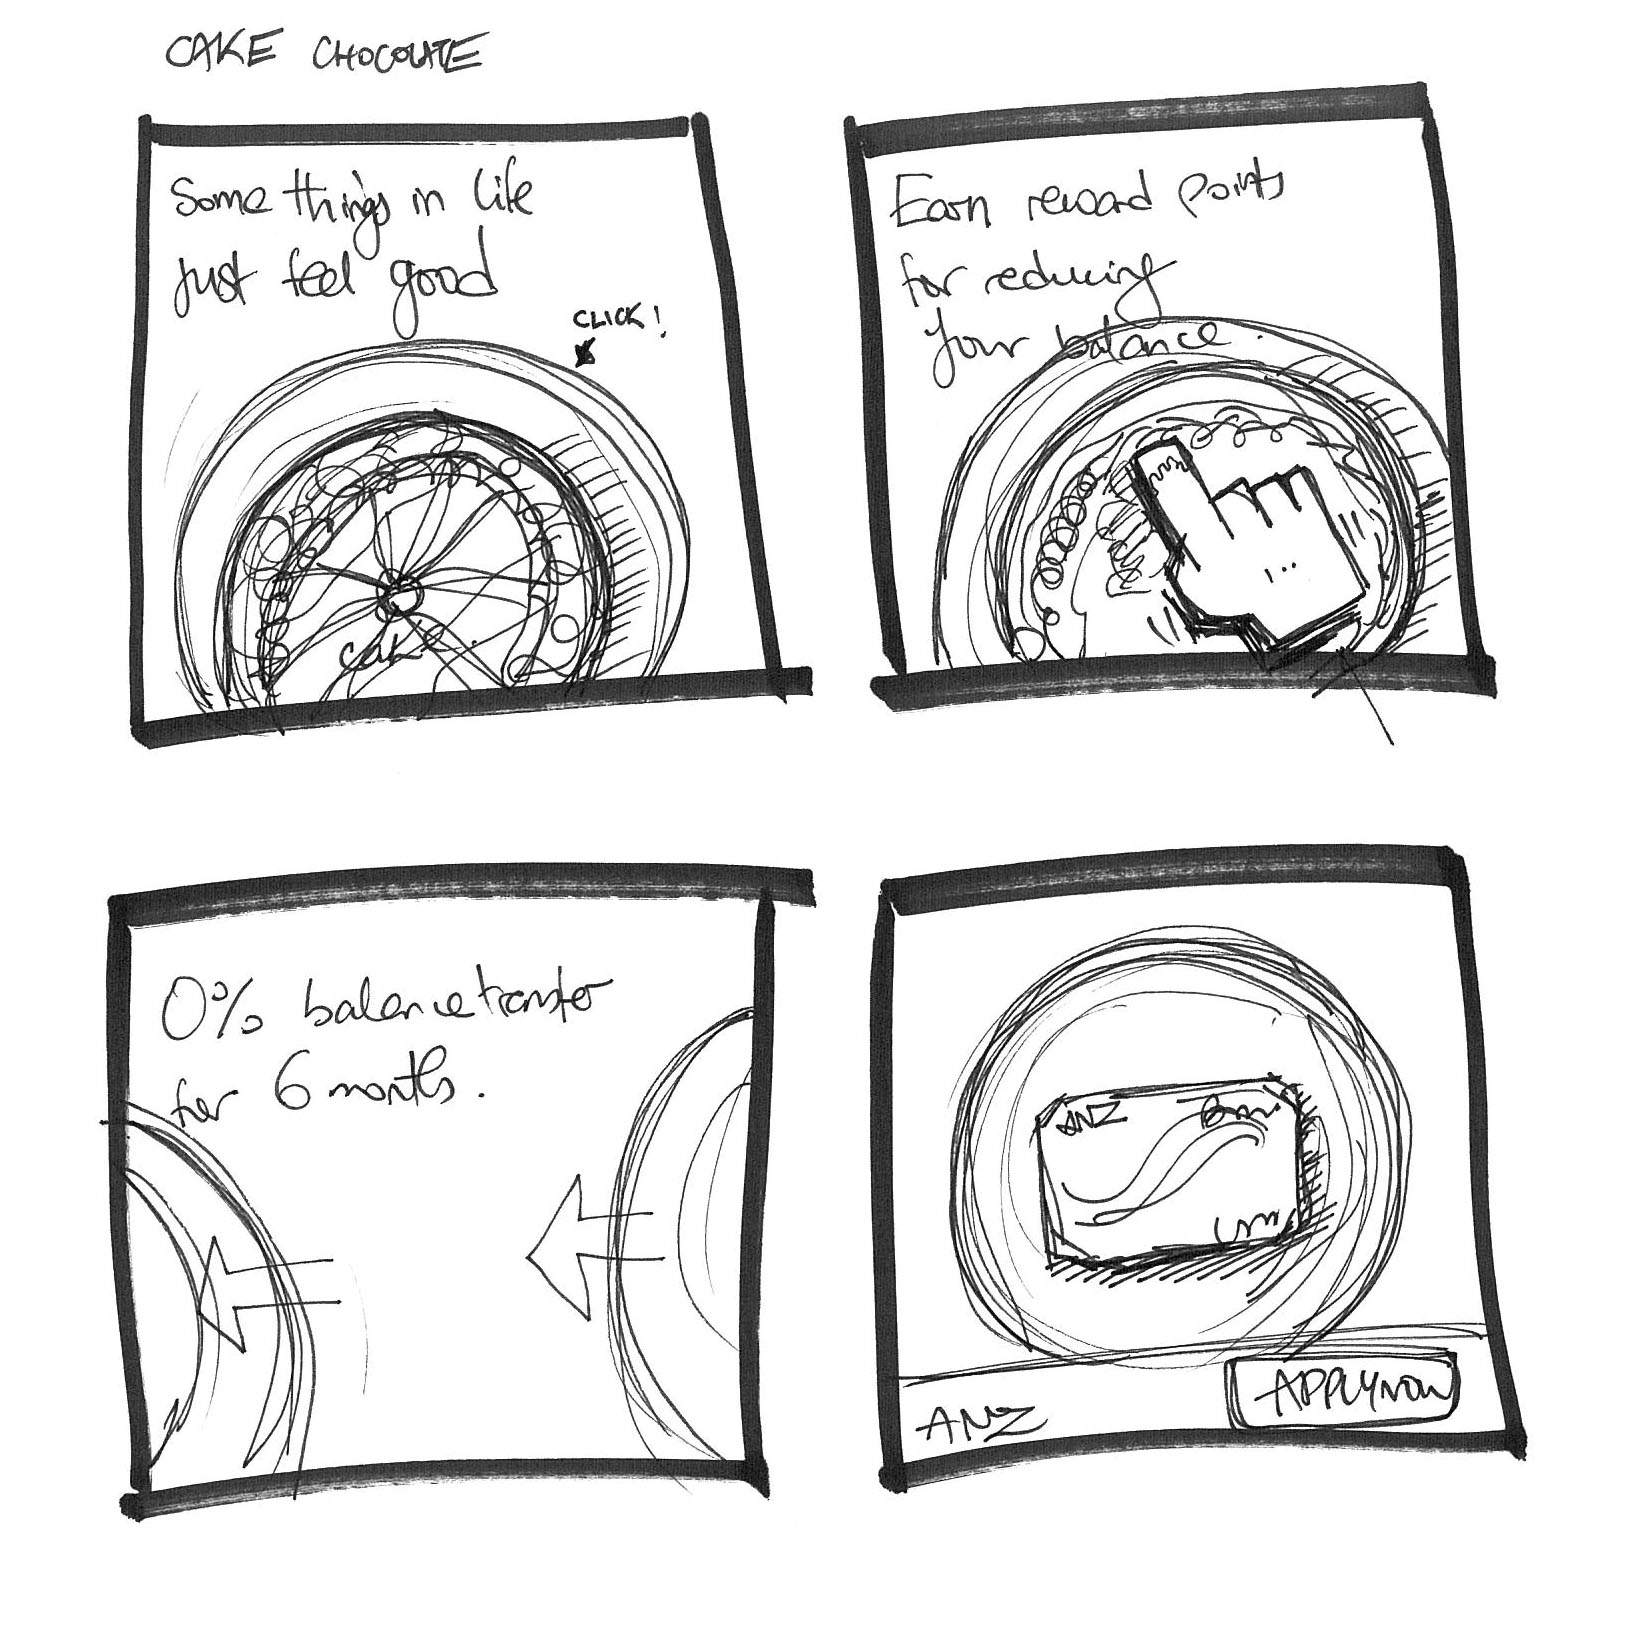 CAKE CHOCOLATE
Some things in life
just feel good
CLICK!
cake
Earn reward points
for reducing
your balance.
0% balance transfer
for 6 months.
ANZ
ANZ
APPLY NOW